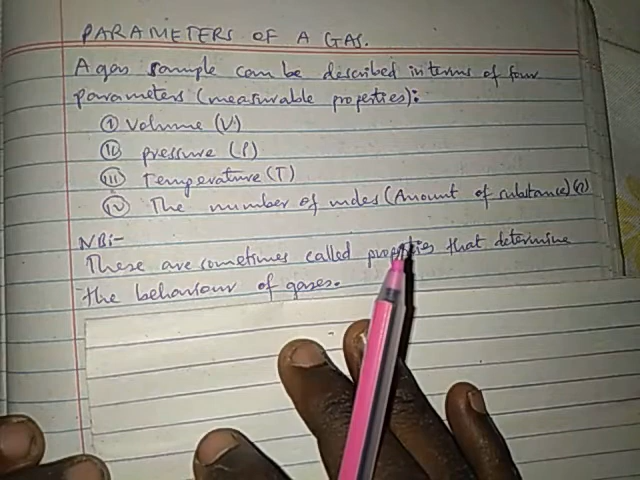 PARAMETERS OF A GAS.
A gas sample can be described in terms of four
parameters (measurable properties):
(i) Volume (V)
(ii) pressure (P)
(iii) Temperature (T)
(iv) The number of moles (Amount of substance) (n)
NB:-
These are sometimes called properties that determine
the behaviour of gases.